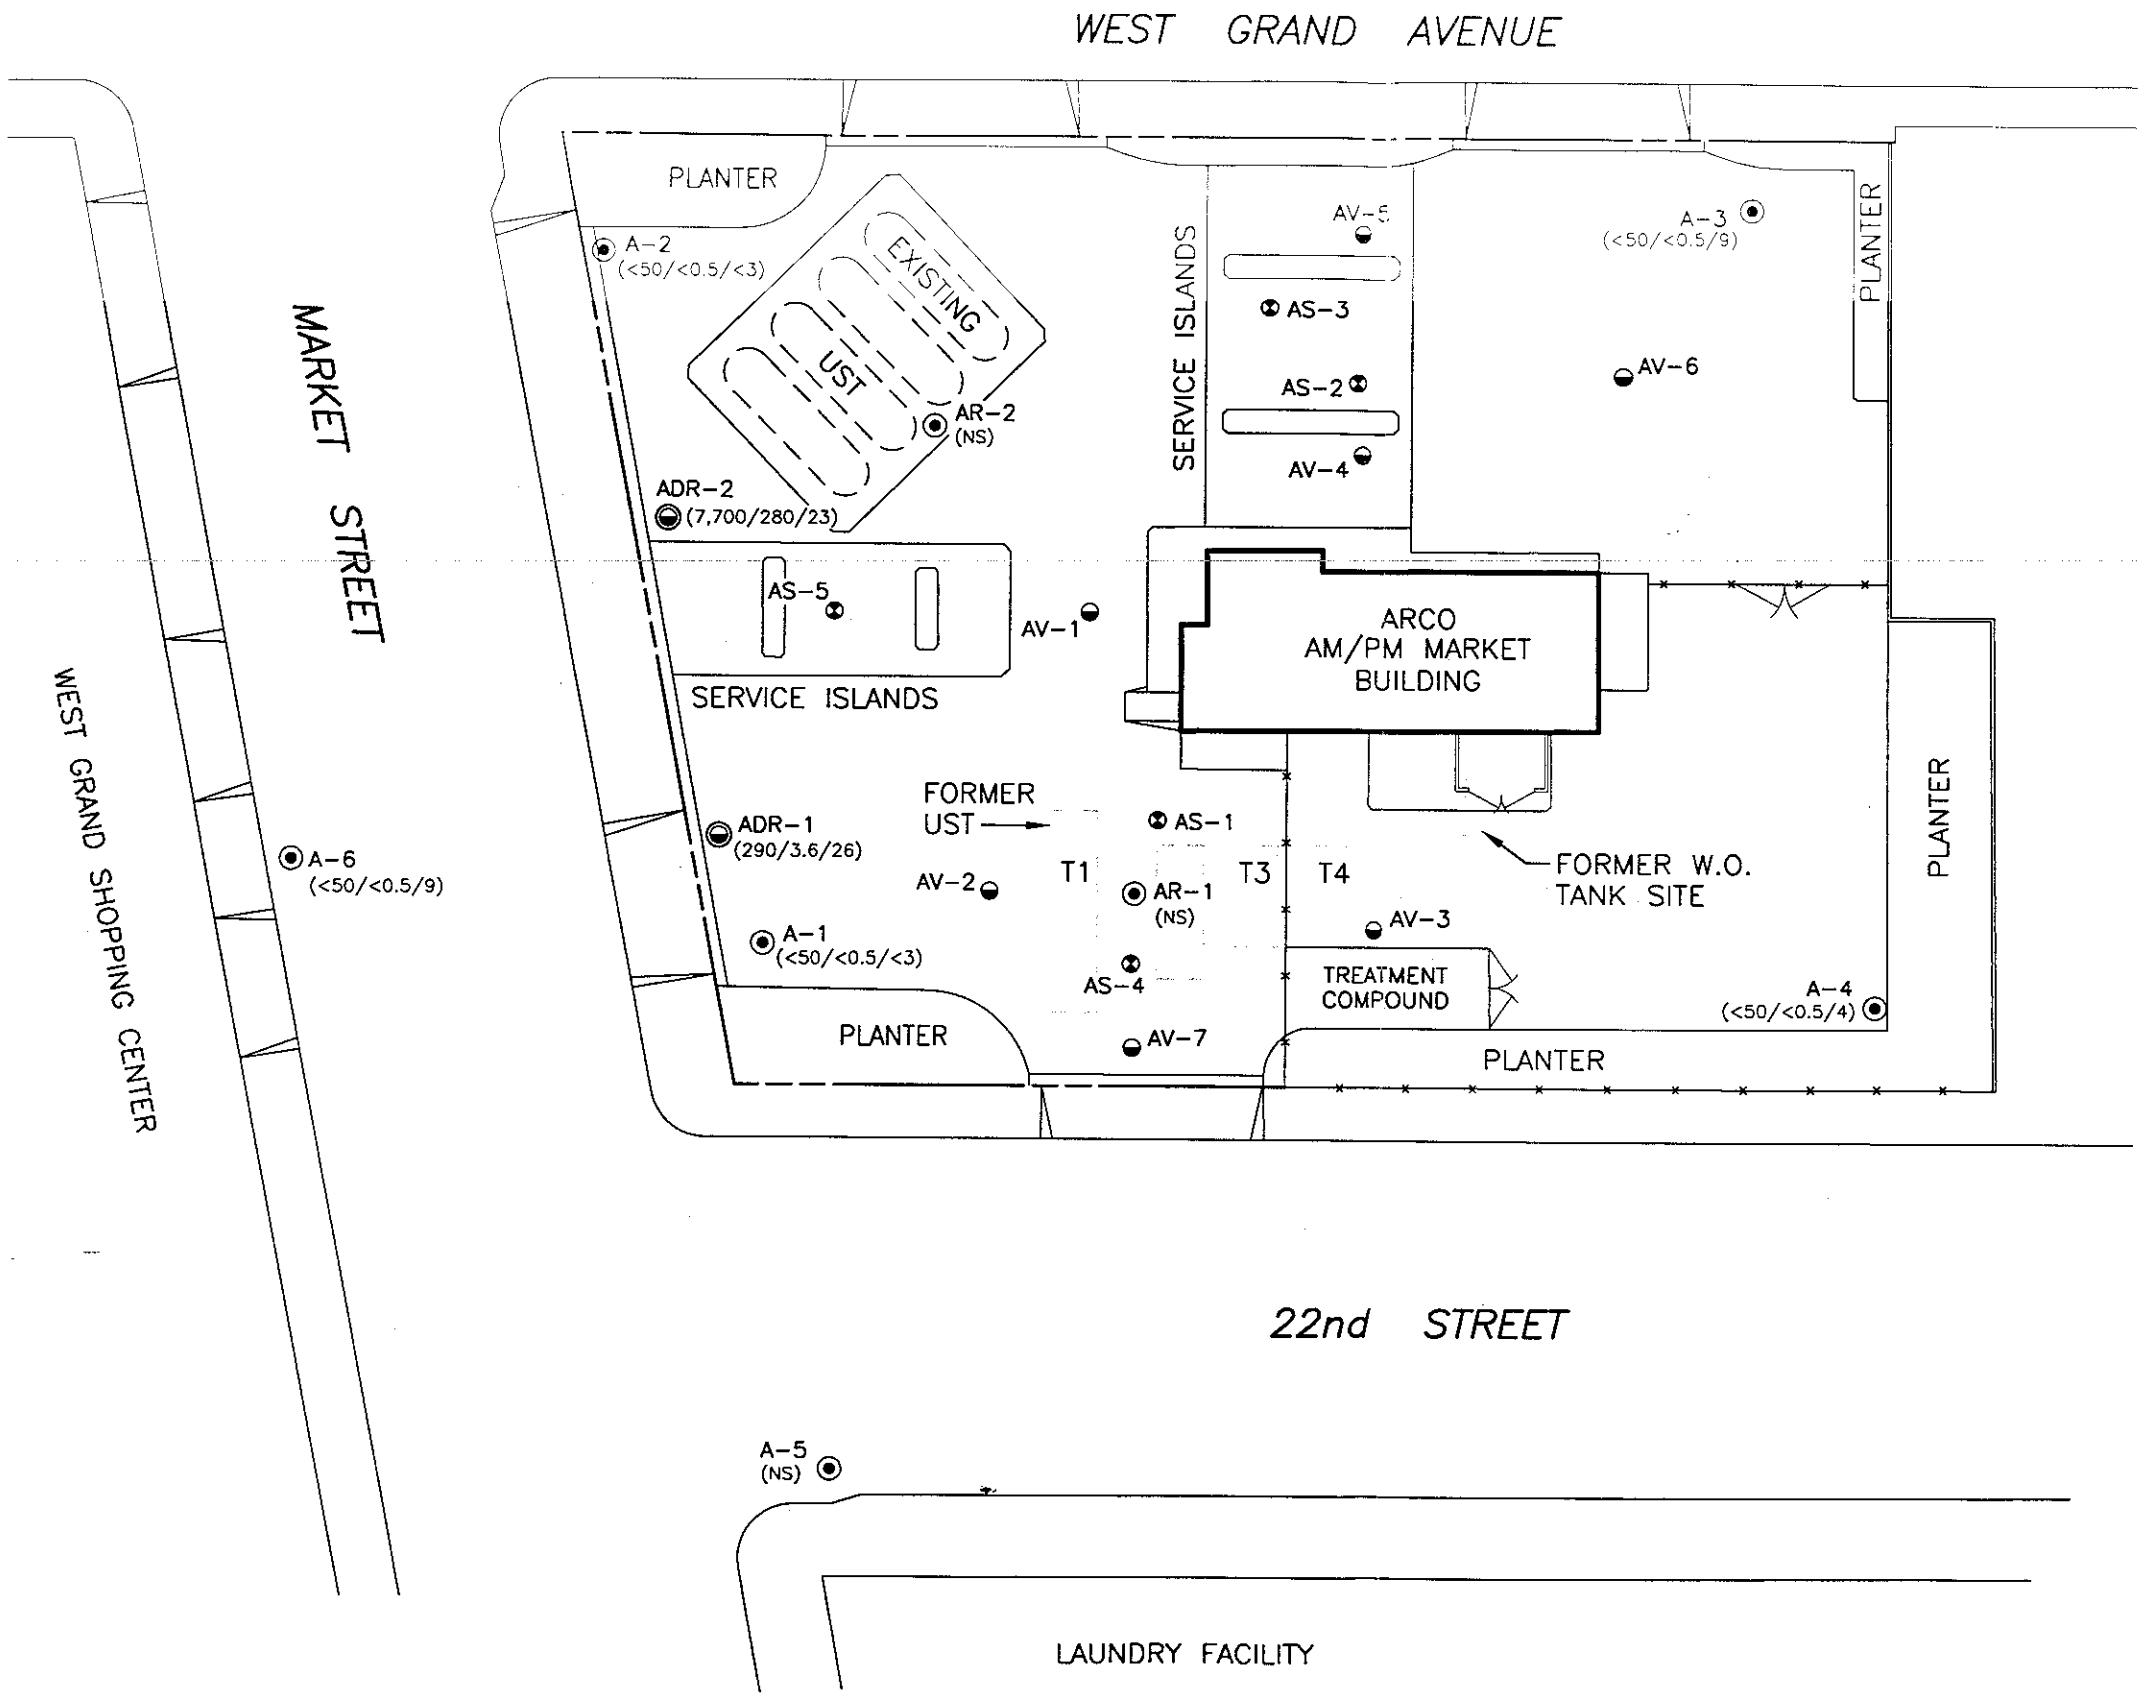 WEST GRAND AVENUE
PLANTER
A-2
(<50/<0.5/<3)
EXISTING
UST
AR-2
(NS)
ADR-2
(7,700/280/23)
SERVICE ISLANDS
AV-5
AS-3
AS-2
AV-4
A-3
(<50/<0.5/9)
PLANTER
AV-6
MARKET STREET
AS-5
AV-1
SERVICE ISLANDS
ARCO
AM/PM MARKET
BUILDING
WEST GRAND SHOPPING CENTER
A-6
(<50/<0.5/9)
ADR-1
(290/3.6/26)
FORMER
UST
AS-1
T1
T3
T4
AV-2
AR-1
(NS)
FORMER W.O.
TANK SITE
PLANTER
A-1
(<50/<0.5/<3)
AV-3
AS-4
TREATMENT
COMPOUND
A-4
(<50/<0.5/4)
PLANTER
AV-7
PLANTER
22nd STREET
A-5
(NS)
LAUNDRY FACILITY